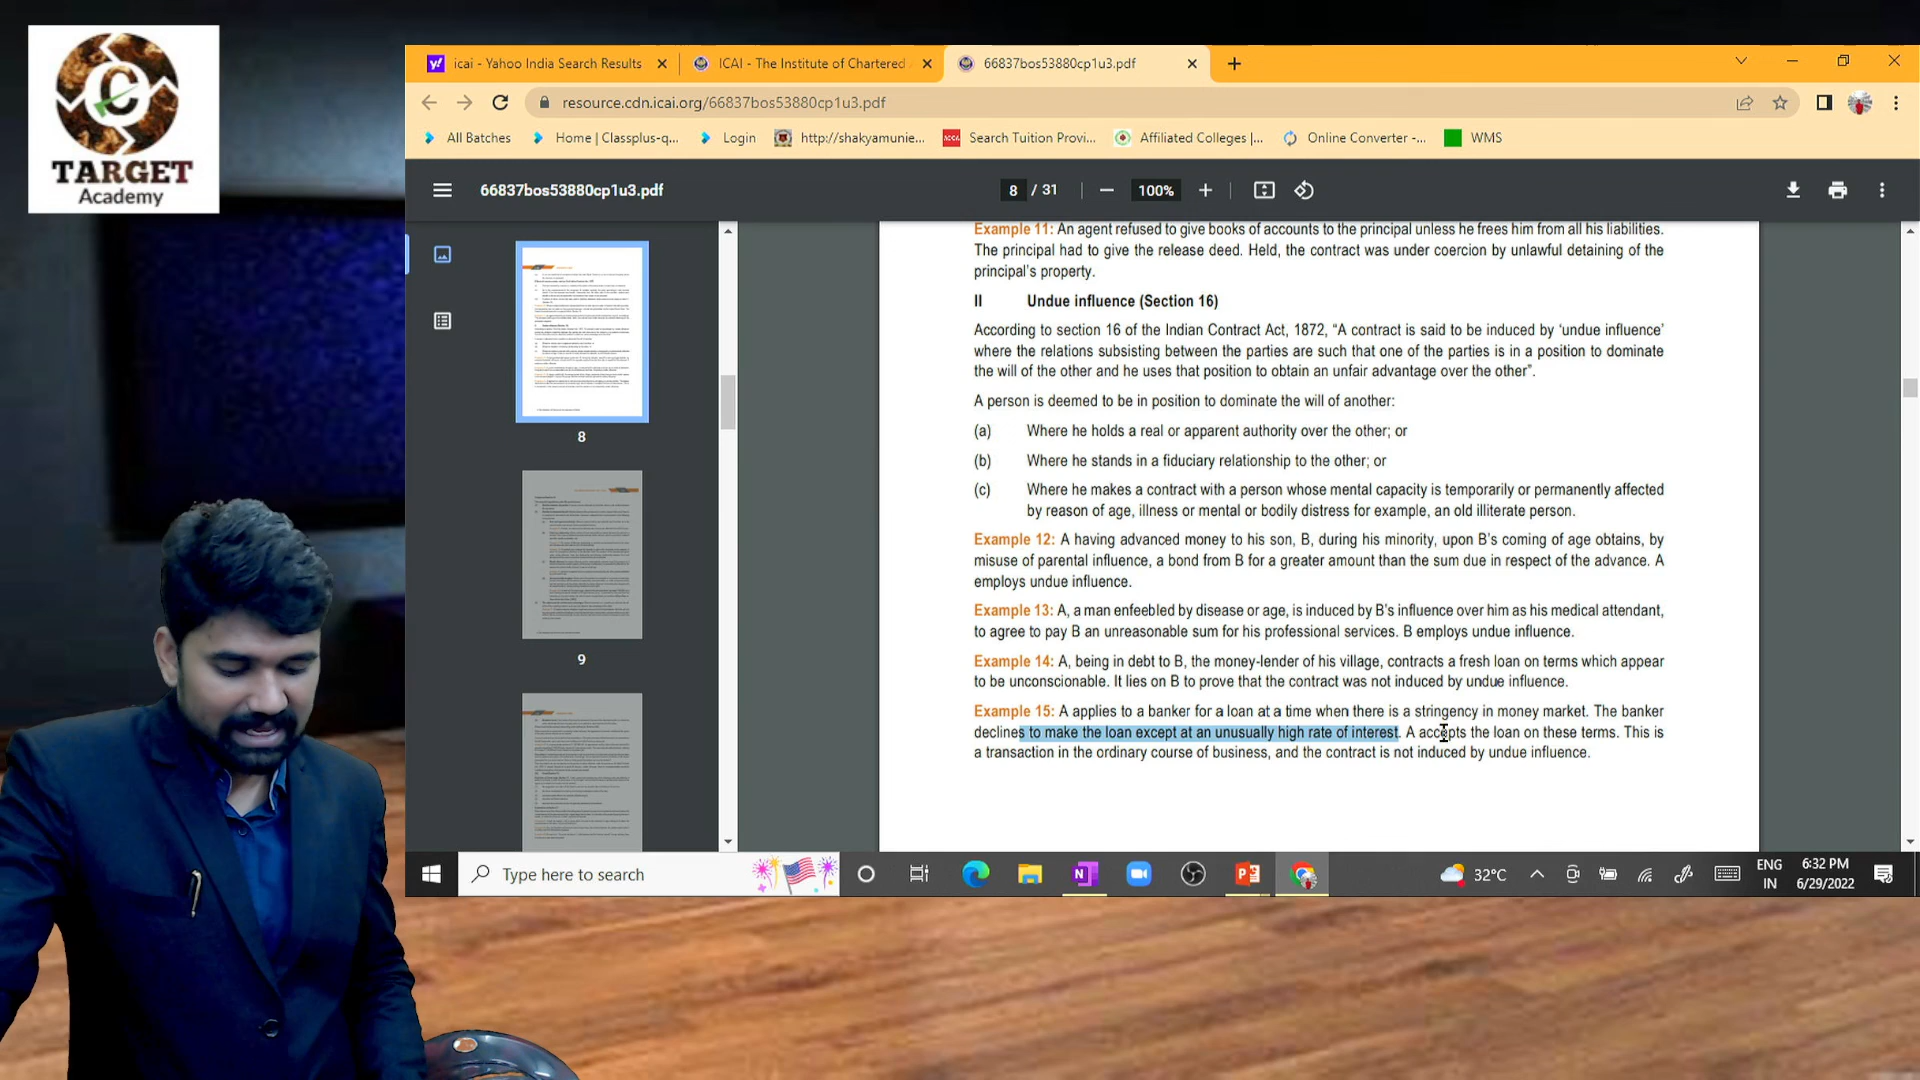 TARGET
Academy
icai - Yahoo India Search Results
ICAI - The Institute of Chartered
66837bos53880cp1u3.pdf
resource.cdn.icai.org/66837bos53880cp1u3.pdf
All Batches
Home | Classplus-q...
Login
http://shakyamunie...
Search Tuition Provi...
Affiliated Colleges |...
Online Converter -...
WMS
66837bos53880cp1u3.pdf
8 / 31
100%
8
9
Example 11: An agent refused to give books of accounts to the principal unless he frees him from all his liabilities.
The principal had to give the release deed. Held, the contract was under coercion by unlawful detaining of the
principal's property.
II Undue influence (Section 16)
According to section 16 of the Indian Contract Act, 1872, “A contract is said to be induced by ‘undue influence’
where the relations subsisting between the parties are such that one of the parties is in a position to dominate
the will of the other and he uses that position to obtain an unfair advantage over the other”.
A person is deemed to be in position to dominate the will of another:
(a) Where he holds a real or apparent authority over the other; or
(b) Where he stands in a fiduciary relationship to the other; or
(c) Where he makes a contract with a person whose mental capacity is temporarily or permanently affected
by reason of age, illness or mental or bodily distress for example, an old illiterate person.
Example 12: A having advanced money to his son, B, during his minority, upon B's coming of age obtains, by
misuse of parental influence, a bond from B for a greater amount than the sum due in respect of the advance. A
employs undue influence.
Example 13: A, a man enfeebled by disease or age, is induced by B's influence over him as his medical attendant,
to agree to pay B an unreasonable sum for his professional services. B employs undue influence.
Example 14: A, being in debt to B, the money-lender of his village, contracts a fresh loan on terms which appear
to be unconscionable. It lies on B to prove that the contract was not induced by undue influence.
Example 15: A applies to a banker for a loan at a time when there is a stringency in money market. The banker
declines to make the loan except at an unusually high rate of interest. A accepts the loan on these terms. This is
a transaction in the ordinary course of business, and the contract is not induced by undue influence.
Type here to search
32°C
ENG
IN
6:32 PM
6/29/2022